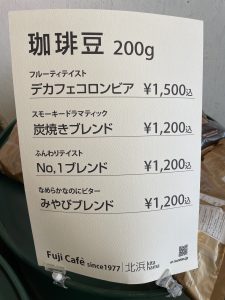 珈琲豆 200g
フルーティテイスト
デカフェコロンビア ¥1,500込
スモーキードラマティック
炭焼きブレンド ¥1,200込
ふんわりテイスト
No,1ブレンド ¥1,200込
なめらかなのにビター
みやびブレンド ¥1,200込
Fuji Café since1977 北浜 kita hama